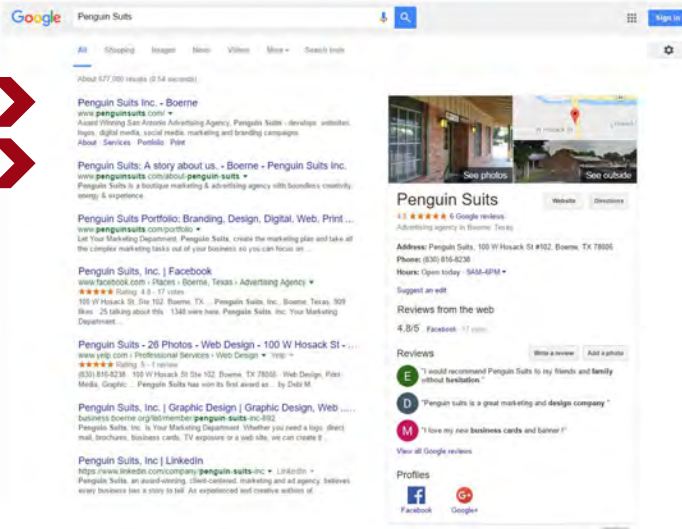 Google
Penguin Suits
Sign in
All Shopping Images News Videos More Search tools
About 677,000 results (0.54 seconds)
Penguin Suits Inc. - Boerne
www.penguinsuits.com/
Award Winning San Antonio Advertising Agency, Penguin Suits - develops websites,
logos, digital media, social media, marketing and branding campaigns
About Services Portfolio Print
Penguin Suits: A story about us. - Boerne - Penguin Suits Inc.
www.penguinsuits.com/about-penguin-suits
Penguin Suits is a boutique marketing & advertising agency with boundless creativity,
energy & experience.
Penguin Suits Portfolio: Branding, Design, Digital, Web, Print ...
www.penguinsuits.com/portfolio
Let Your Marketing Department, Penguin Suits, create the marketing plan and take all
the complex marketing tasks out of your business so you can focus on ...
Penguin Suits, Inc. | Facebook
www.facebook.com › Places › Boerne, Texas › Advertising Agency
Rating: 4.8 - 17 votes
100 W Hosack St, Ste 102, Boerne, TX ... Penguin Suits, Inc., Boerne, Texas. 909
likes · 25 talking about this · 1348 were here. Penguin Suits, Inc. Your Marketing
Department...
Penguin Suits - 26 Photos - Web Design - 100 W Hosack St - ...
www.yelp.com › Professional Services › Web Design Yelp
Rating: 5 - 1 review
(830) 816-8238 · 100 W Hosack St Ste 102, Boerne, TX 78006 · Web Design, Print
Media, Graphic ... Penguin Suits has won its first award as ... by Debi M.
Penguin Suits, Inc. | Graphic Design | Graphic Design, Web .....
business.boerne.org/list/member/penguin-suits-inc-892
Penguin Suits, Inc. is Your Marketing Department. Whether you need a logo, direct
mail, brochures, business cards, TV exposure or a web site, we can create it ...
Penguin Suits, Inc | LinkedIn
https://www.linkedin.com/company/penguin-suits-inc LinkedIn
Penguin Suits, an award-winning, client-centered, marketing and ad agency, believes
every business has a story to tell. As experienced and creative authors of
W Hosack St
See photos
See outside
Penguin Suits
Website Directions
4.5 6 Google reviews
Advertising agency in Boerne, Texas
Address: Penguin Suits, 100 W Hosack St #102, Boerne, TX 78006
Phone: (830) 816-8238
Hours: Open today · 9AM–4PM
Suggest an edit
Reviews from the web
4.8/5 Facebook · 17 votes
Reviews
Write a review Add a photo
E "I would recommend Penguin Suits to my friends and family
without hesitation."
D "Penguin suits is a great marketing and design company."
M "I love my new business cards and banner!"
View all Google reviews
Profiles
Facebook Google+